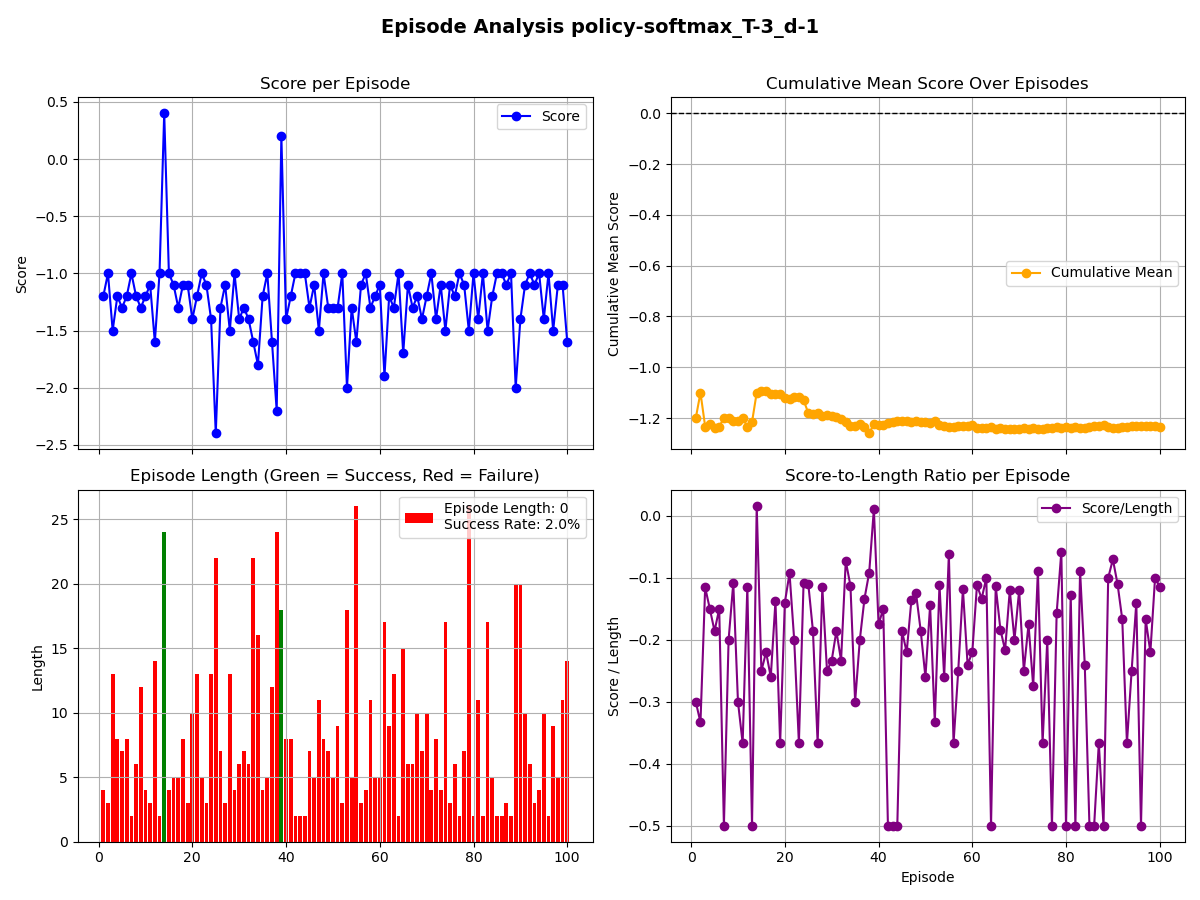 Episode Analysis policy-softmax_T-3_d-1
Score per Episode
Score
0.5
0.0
−0.5
−1.0
−1.5
−2.0
−2.5
Score
Cumulative Mean Score Over Episodes
Cumulative Mean
0.0
−0.2
−0.4
−0.6
−0.8
−1.0
−1.2
Cumulative Mean Score
Episode Length (Green = Success, Red = Failure)
Episode Length: 0
Success Rate: 2.0%
25
20
15
10
5
0
Length
0 20 40 60 80 100
Score-to-Length Ratio per Episode
Score/Length
0.0
−0.1
−0.2
−0.3
−0.4
−0.5
Score / Length
0 20 40 60 80 100
Episode